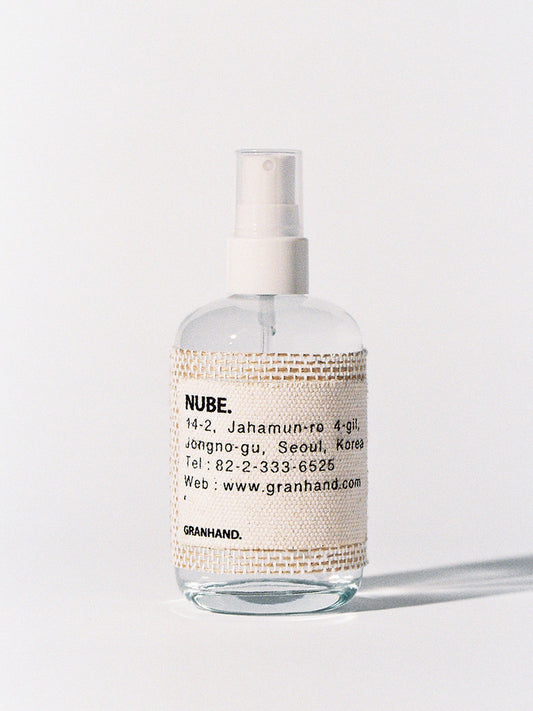 NUBE.
14-2, Jahamun-ro 4-gil,
Jongno-gu, Seoul, Korea
Tel : 82-2-333-6525
Web : www.granhand.com
GRANHAND.